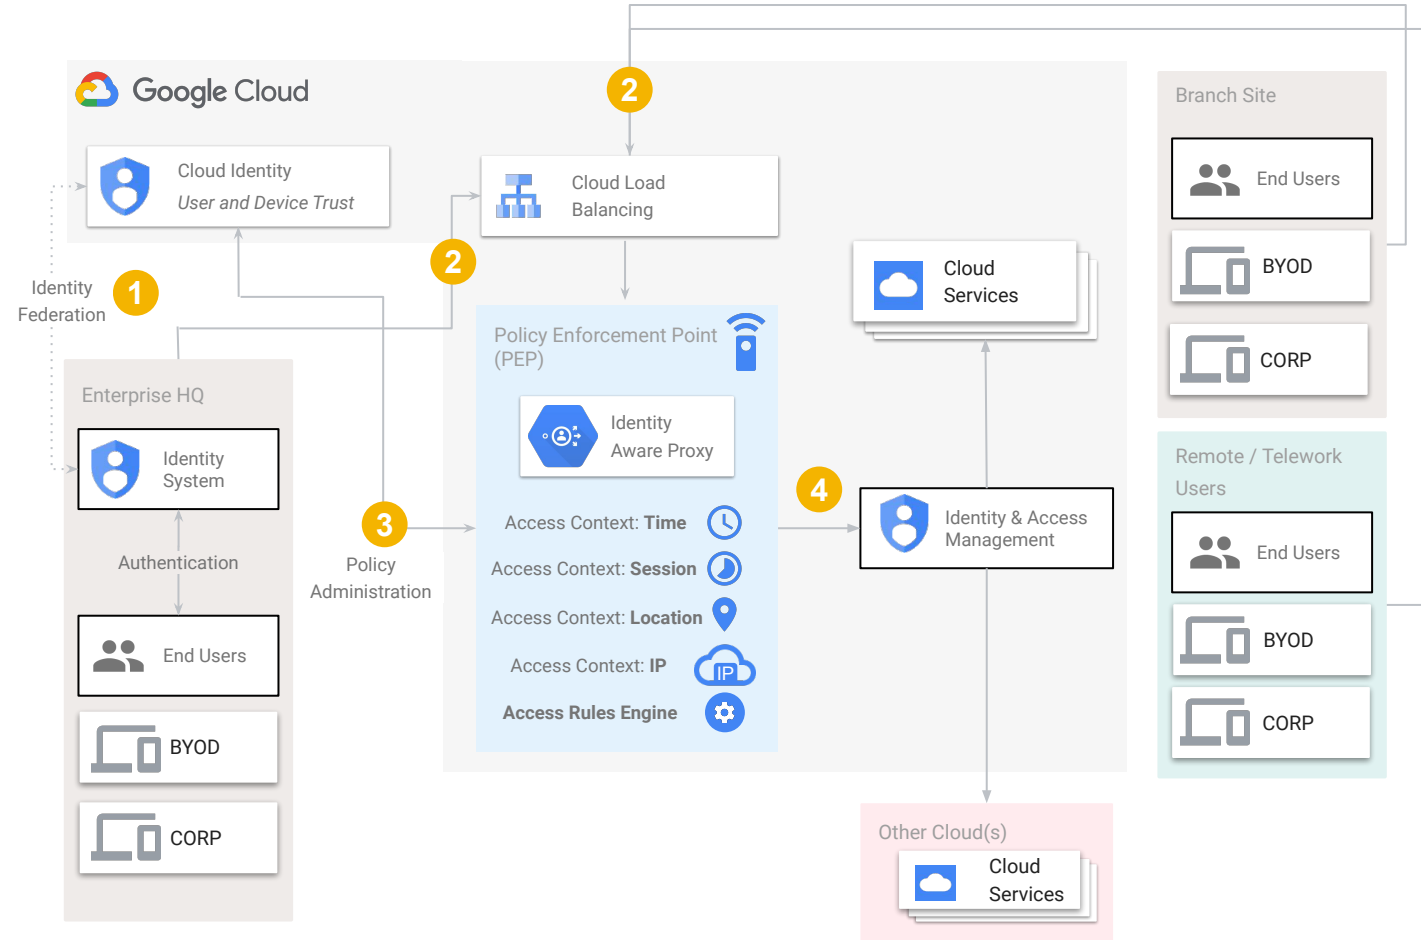 Google Cloud
2
Branch Site
End Users
BYOD
CORP
Cloud Identity
User and Device Trust
Cloud Load
Balancing
2
Identity
Federation
1
Cloud
Services
Policy Enforcement Point
(PEP)
Identity
Aware Proxy
Enterprise HQ
Identity
System
Authentication
End Users
BYOD
CORP
3
Policy
Administration
Access Context: Time
Access Context: Session
Access Context: Location
Access Context: IP
IP
Access Rules Engine
4
Identity & Access
Management
Remote / Telework
Users
End Users
BYOD
CORP
Other Cloud(s)
Cloud
Services